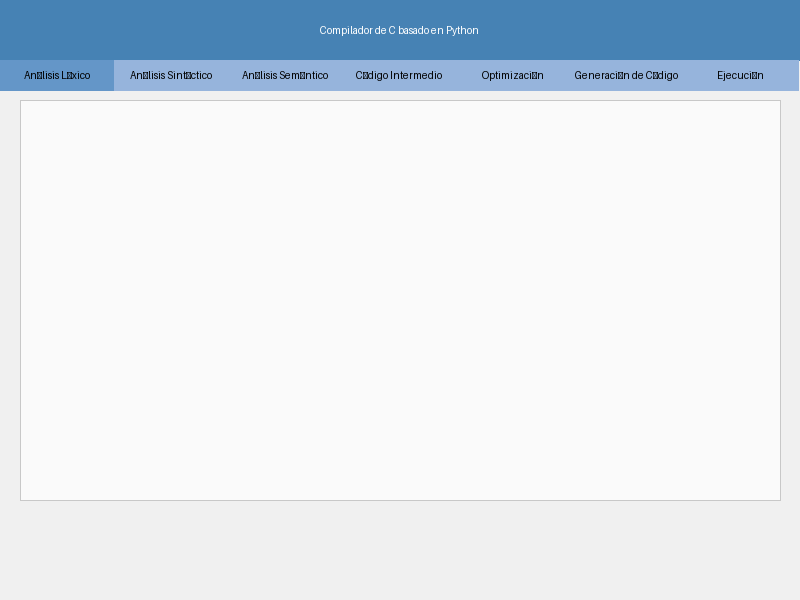 Compilador de C basado en Python
An▯lisis L▯xico An▯lisis Sint▯ctico An▯lisis Sem▯ntico C▯digo Intermedio Optimizaci▯n Generaci▯n de C▯digo Ejecuci▯n